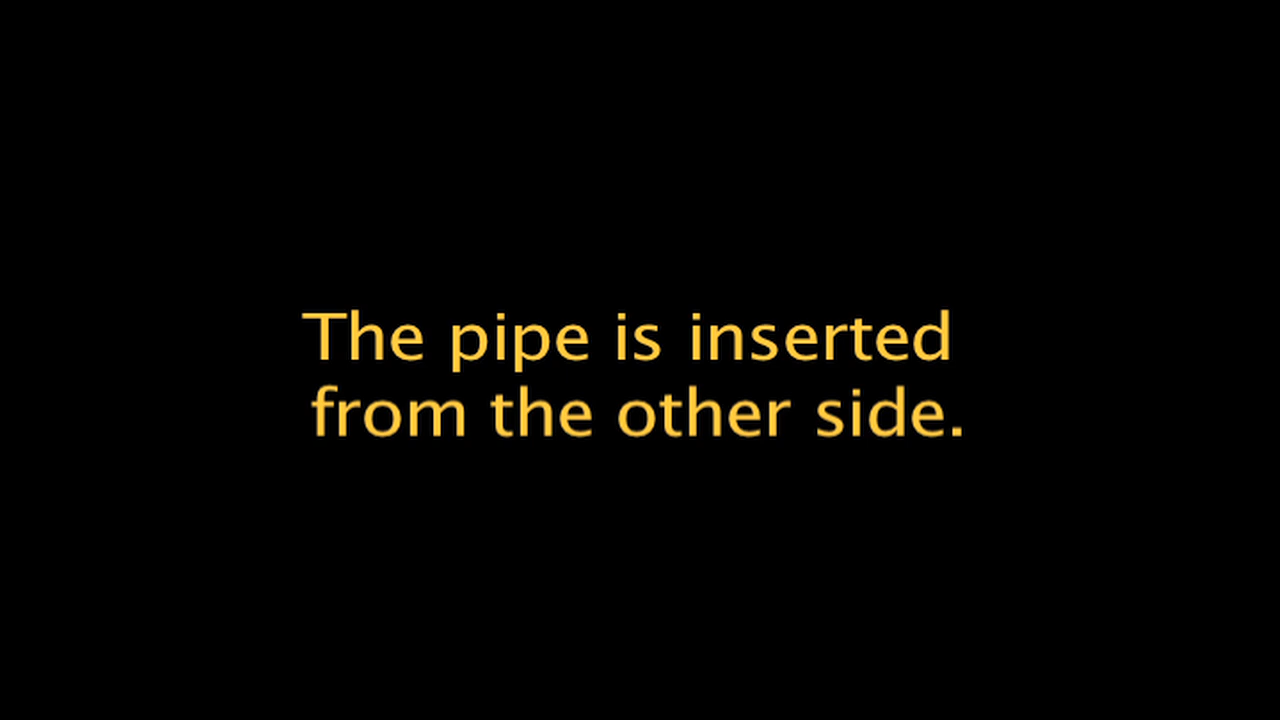 The pipe is inserted
from the other side.